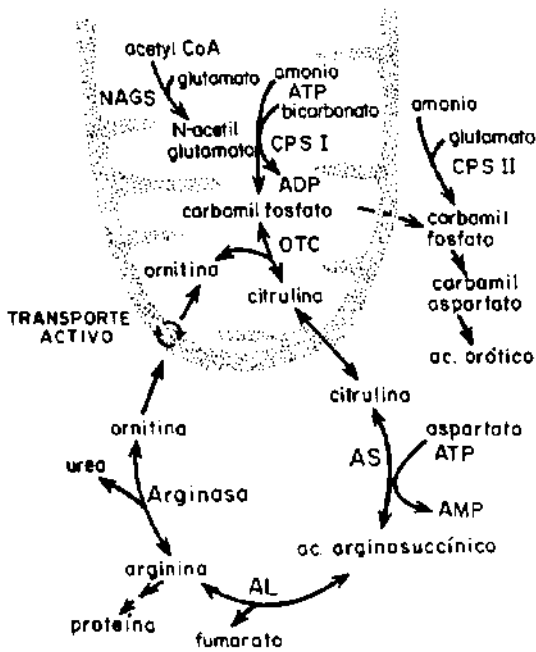 acetyl CoA
glutamato
NAGS
N-acetil
glutamato
amonio
ATP
bicarbonato
CPS I
ADP
carbamil fosfato
OTC
ornitina
citrulina
TRANSPORTE
ACTIVO
amonio
glutamato
CPS II
carbamil
fosfato
carbamil
aspartato
ac. orótico
ornitina
urea
Arginasa
arginina
proteína
AL
fumarato
citrulina
AS
aspartato
ATP
AMP
ac. arginosuccínico